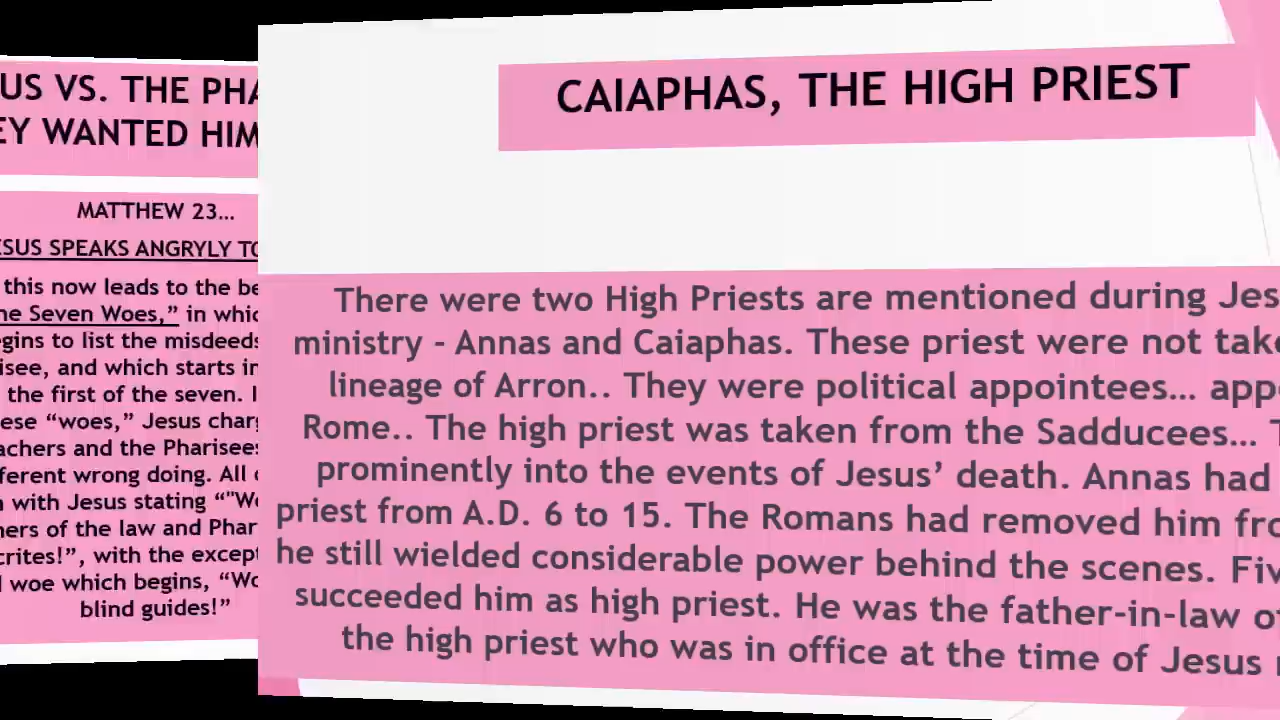 US VS. THE PHA
EY WANTED HIM
MATTHEW 23…
ESUS SPEAKS ANGRYLY TO
this now leads to the be
he Seven Woes,” in whic
egins to list the misdeeds
isee, and which starts in
the first of the seven. I
ese “woes,” Jesus char
achers and the Pharisees
fferent wrong doing. All
with Jesus stating “"Wo
hers of the law and Phar
crites!”, with the except
woe which begins, “Wo
blind guides!”
CAIAPHAS, THE HIGH PRIEST
There were two High Priests are mentioned during Jes
ministry - Annas and Caiaphas. These priest were not take
lineage of Arron.. They were political appointees… app
Rome.. The high priest was taken from the Sadducees… T
prominently into the events of Jesus’ death. Annas had
priest from A.D. 6 to 15. The Romans had removed him fro
he still wielded considerable power behind the scenes. Fiv
succeeded him as high priest. He was the father-in-law of
the high priest who was in office at the time of Jesus